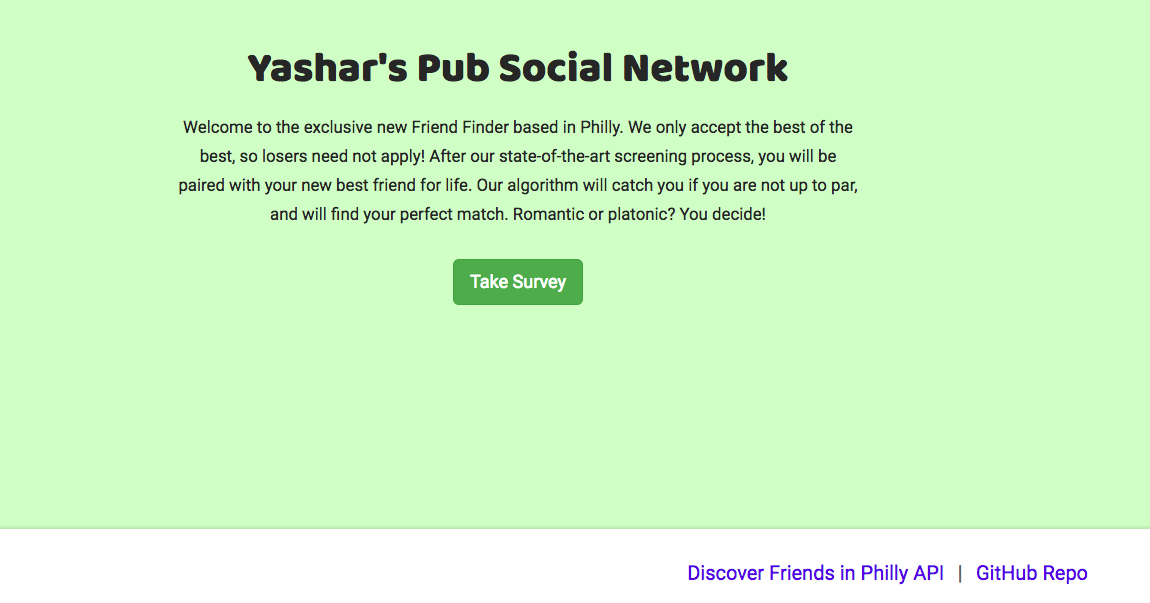 Yashar's Pub Social Network
Welcome to the exclusive new Friend Finder based in Philly. We only accept the best of the
best, so losers need not apply! After our state-of-the-art screening process, you will be
paired with your new best friend for life. Our algorithm will catch you if you are not up to par,
and will find your perfect match. Romantic or platonic? You decide!
Take Survey
Discover Friends in Philly API | GitHub Repo